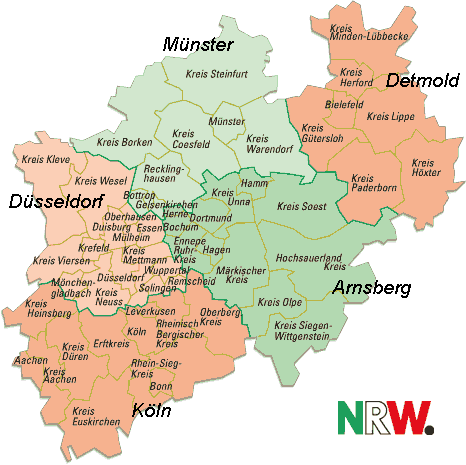 Münster
Kreis
Minden-Lübbecke
Kreis Steinfurt
Kreis
Herford
Detmold
Bielefeld
Kreis Lippe
Münster
Kreis
Gütersloh
Kreis Borken
Kreis
Coesfeld
Kreis
Warendorf
Kreis Kleve
Reckling-
hausen
Kreis
Paderborn
Kreis
Höxter
Kreis Wesel
Hamm
Düsseldorf
Bottrop
Gelsenkirchen
Kreis
Unna
Kreis Soest
Oberhausen
Herne
Dortmund
Duisburg
Essen
Bochum
Mülheim
Krefeld
Ennepe
Ruhr-
Kreis
Hagen
Kreis Viersen
Kreis
Mettmann
Hochsauerland
Kreis
Wuppertal
Märkischer
Kreis
Mönchen-
gladbach
Düsseldorf
Remscheid
Arnsberg
Kreis
Neuss
Solingen
Kreis Olpe
Kreis
Heinsberg
Leverkusen
Oberberg
Kreis
Köln
Rheinisch
Bergischer
Kreis
Kreis Siegen-
Wittgenstein
Erftkreis
Kreis
Düren
Aachen
Rhein-Sieg-
Kreis
Kreis
Aachen
Bonn
Kreis
Euskirchen
Köln
NRW.